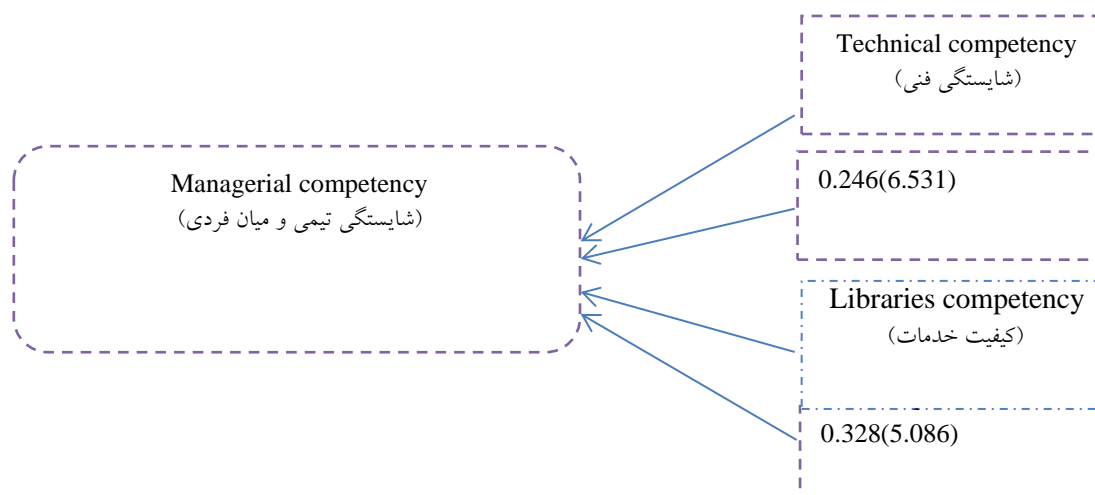 Technical competency
(شایستگی فنی)
0.246(6.531)
Managerial competency
(شایستگی تیمی و میان فردی)
Libraries competency
(کیفیت خدمات)
0.328(5.086)